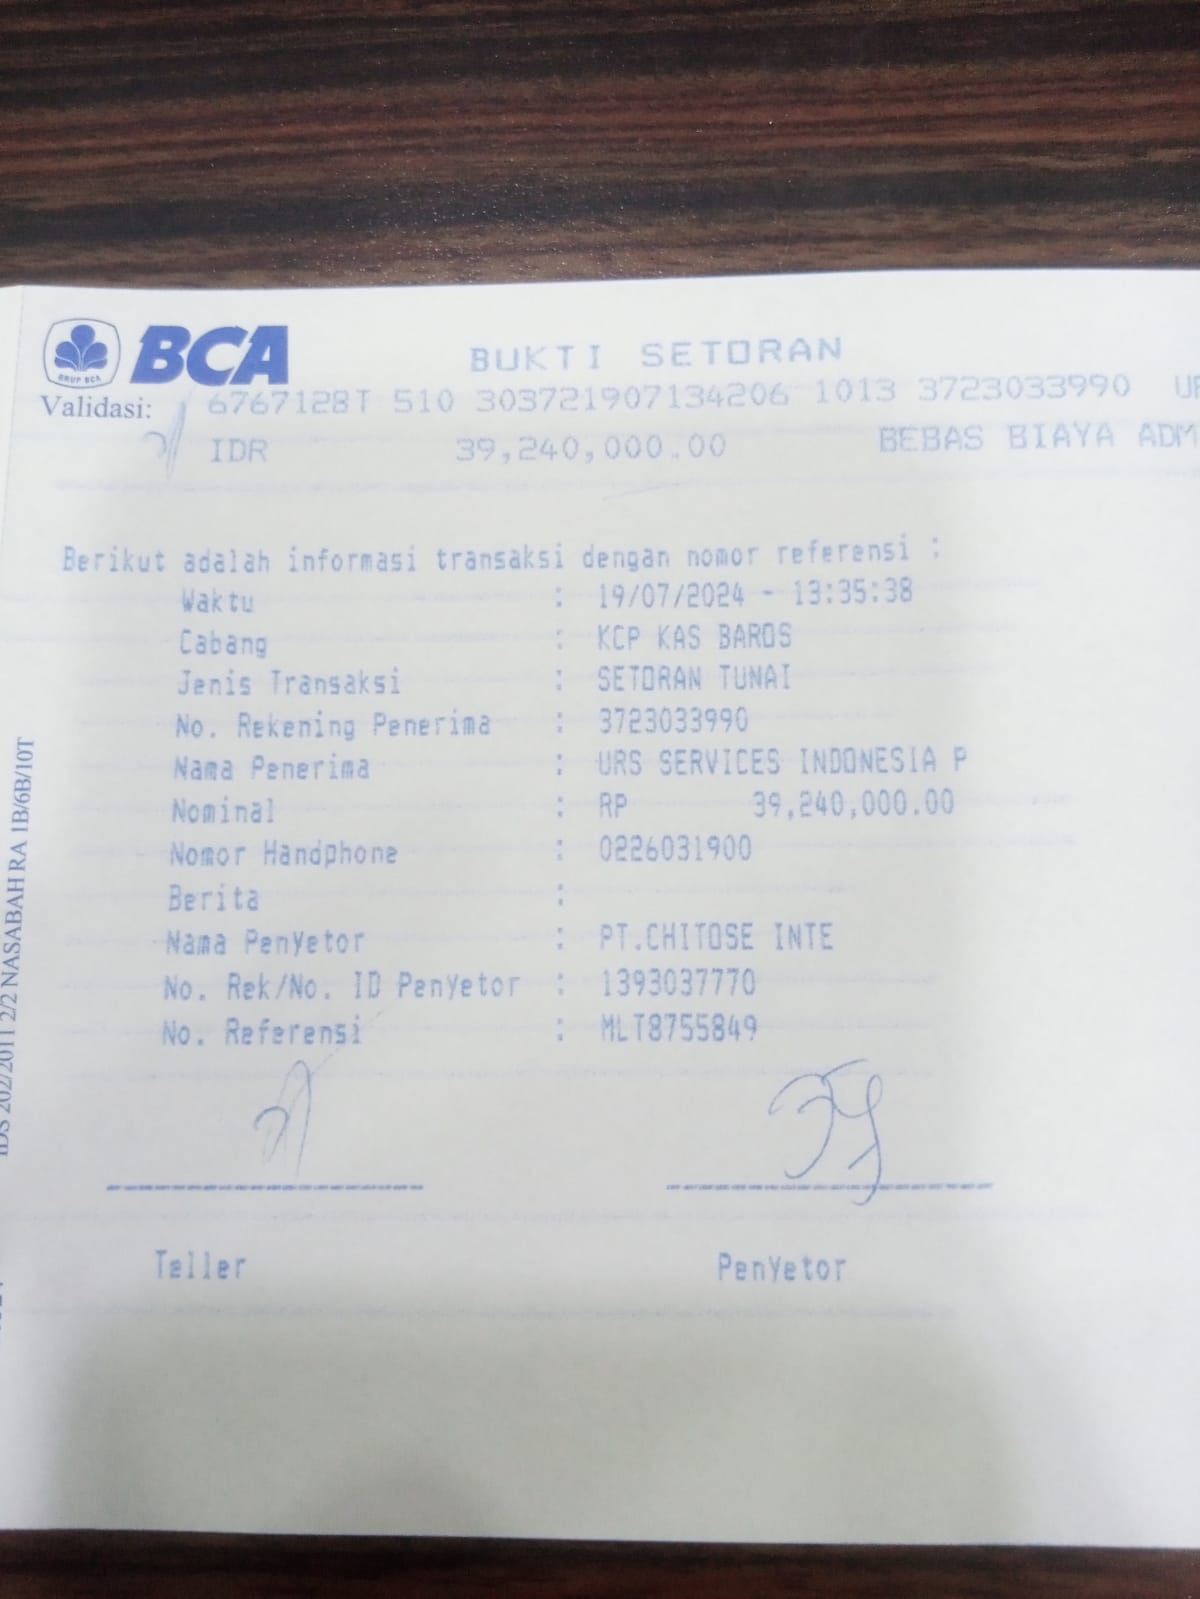 GRUP BCA
BCA
BUKTI SETORAN
Validasi: 6767128T 510 303721907134206 1013 3723033990
IDR 39,240,000.00 BEBAS BIAYA ADM
Berikut adalah informasi transaksi dengan nomor referensi :
Waktu : 19/07/2024 - 13:35:38
Cabang : KCP KAS BAROS
Jenis Transaksi : SETORAN TUNAI
No. Rekening Penerima : 3723033990
Nama Penerima : URS SERVICES INDONESIA P
Nominal : RP 39,240,000.00
Nomor Handphone : 0226031900
Berita :
Nama Penyetor : PT.CHITOSE INTE
No. Rek/No. ID Penyetor : 1393037770
No. Referensi : MLT8755849
Teller Penyetor
IDS 202/2011 2/2 NASABAH RA 1B/6B/10T